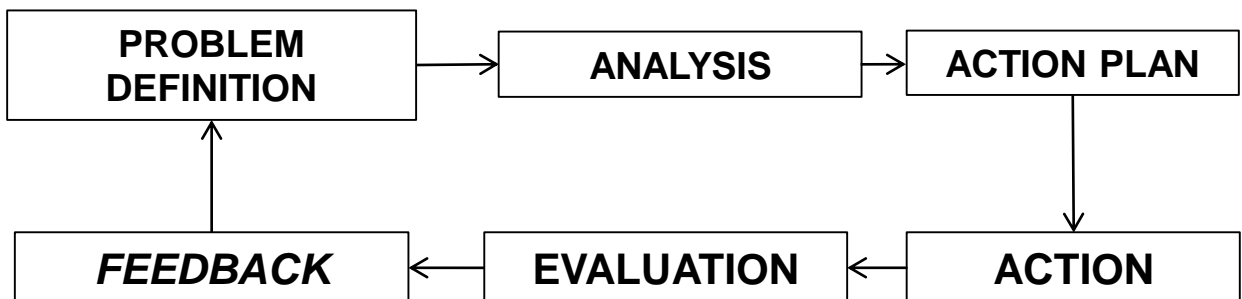 PROBLEM
DEFINITION
ANALYSIS
ACTION PLAN
FEEDBACK
EVALUATION
ACTION